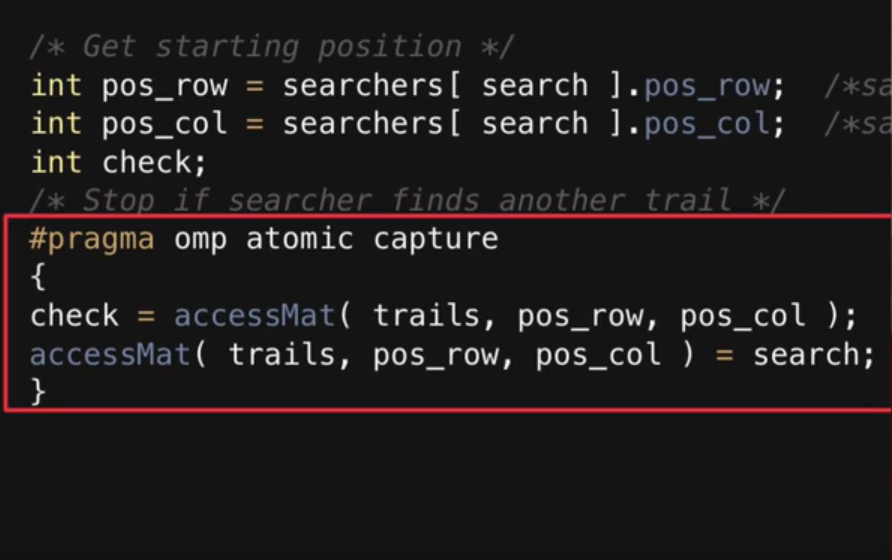 /* Get starting position */
int pos_row = searchers[ search ].pos_row; /*sa
int pos_col = searchers[ search ].pos_col; /*sa
int check;
/* Stop if searcher finds another trail */
#pragma omp atomic capture
{
check = accessMat( trails, pos_row, pos_col );
accessMat( trails, pos_row, pos_col ) = search;
}